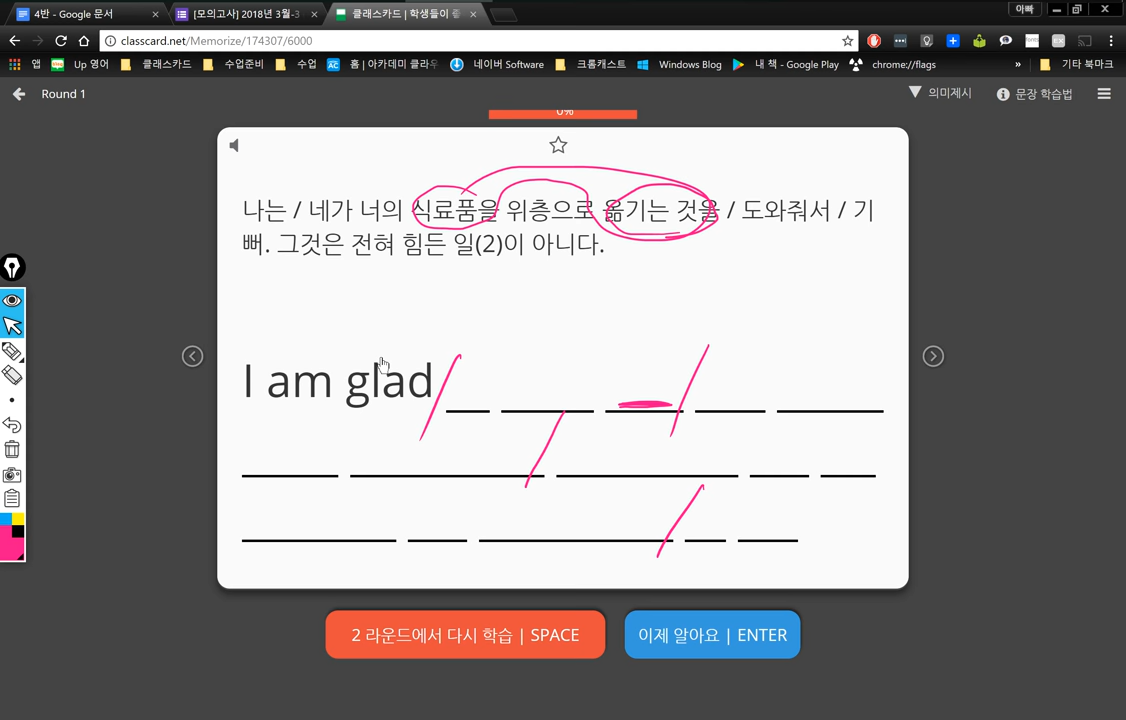 4반 - Google 문서
[모의고사] 2018년 3월-3
클래스카드 | 학생들이 좋
아빠
classcard.net/Memorize/174307/6000
앱
Up 영어
클래스카드
수업준비
수업
홈 | 아카데미 클라우
네이버 Software
크롬캐스트
Windows Blog
내 책 - Google Play
chrome://flags
»
기타 북마크
Round 1
의미제시
문장 학습법
0%
나는 / 네가 너의 식료품을 위층으로 옮기는 것을 / 도와줘서 / 기
뻐. 그것은 전혀 힘든 일(2)이 아니다.
I am glad
2 라운드에서 다시 학습 | SPACE
이제 알아요 | ENTER